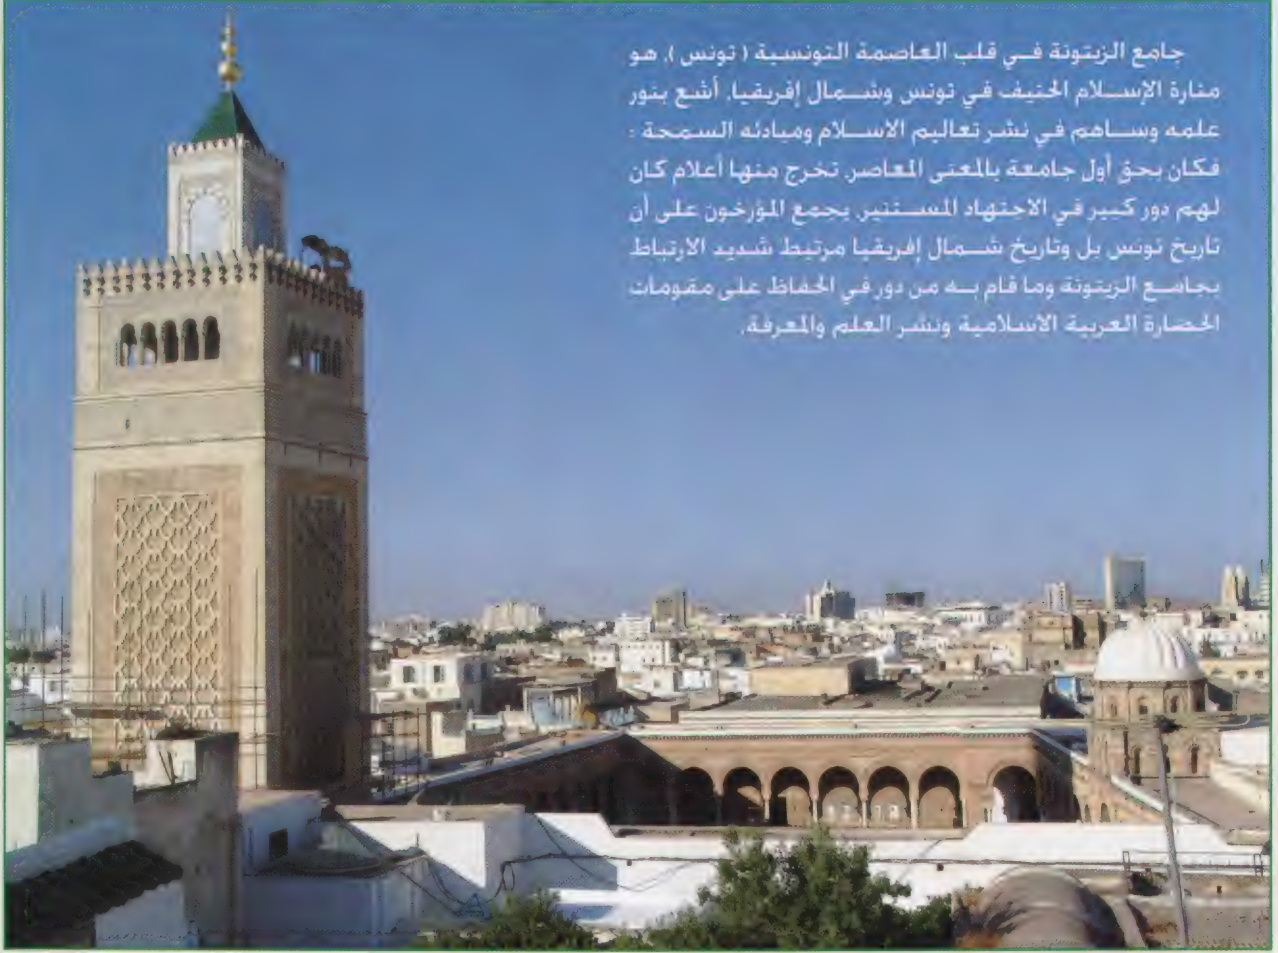 جامع الزيتونة في قلب العاصمة التونسية ( تونس ). هو
منارة الإسلام الحنيف في تونس وشمال إفريقيا. أشع بنور
علمه وساهم في نشر تعاليم الاسلام ومبادئه السمحة :
فكان بحق أول جامعة بالمعنى المعاصر. تخرج منها أعلام كان
لهم دور كبير في الاجتهاد المستنير. يجمع المؤرخون على أن
تاريخ تونس بل وتاريخ شمال إفريقيا مرتبط شديد الارتباط
بجامع الزيتونة وما قام به من دور في الحفاظ على مقومات
الحضارة العربية الاسلامية ونشر العلم والمعرفة.